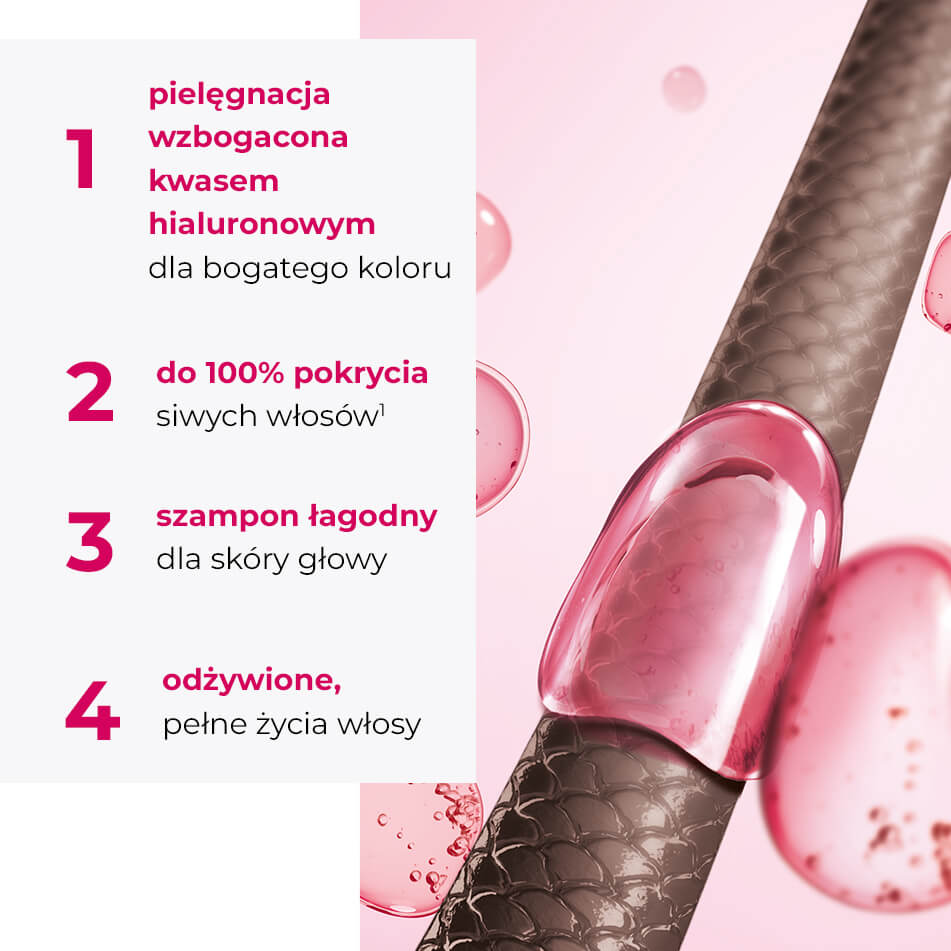 1
pielęgnacja
wzbogacona
kwasem
hialuronowym
dla bogatego koloru
2
do 100% pokrycia
siwych włosów¹
3
szampon łagodny
dla skóry głowy
4
odżywione,
pełne życia włosy